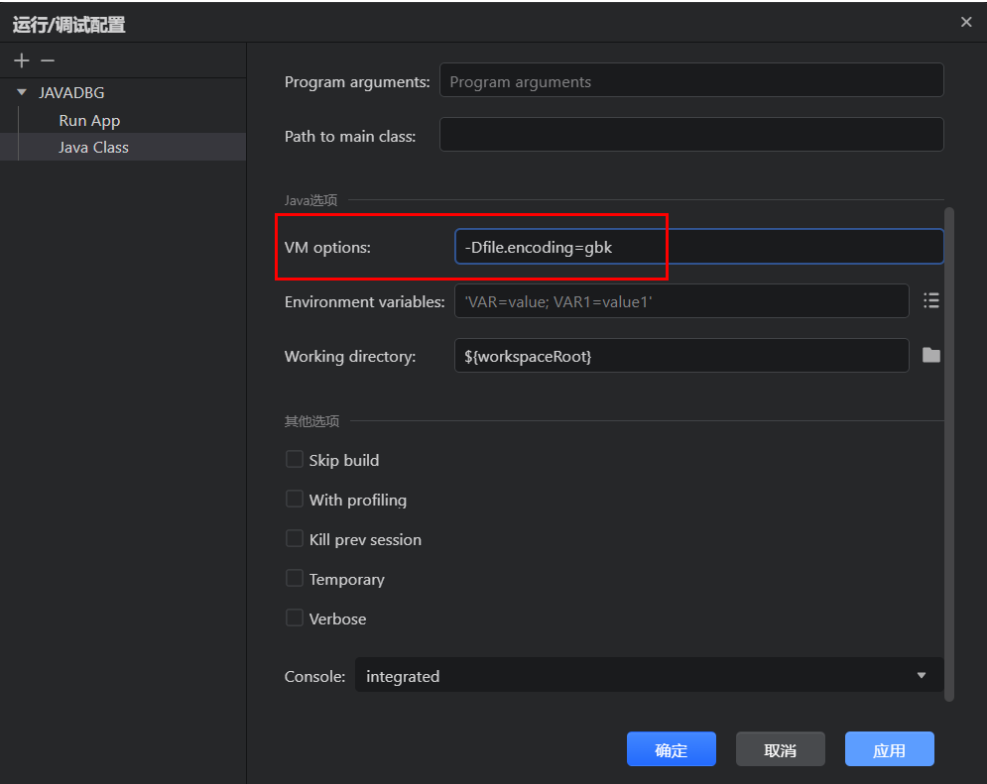 运行/调试配置
JAVADBG
Run App
Java Class
Program arguments: Program arguments
Path to main class:
Java选项
VM options: -Dfile.encoding=gbk
Environment variables: 'VAR=value; VAR1=value1'
Working directory: ${workspaceRoot}
其他选项
Skip build
With profiling
Kill prev session
Temporary
Verbose
Console: integrated
确定 取消 应用